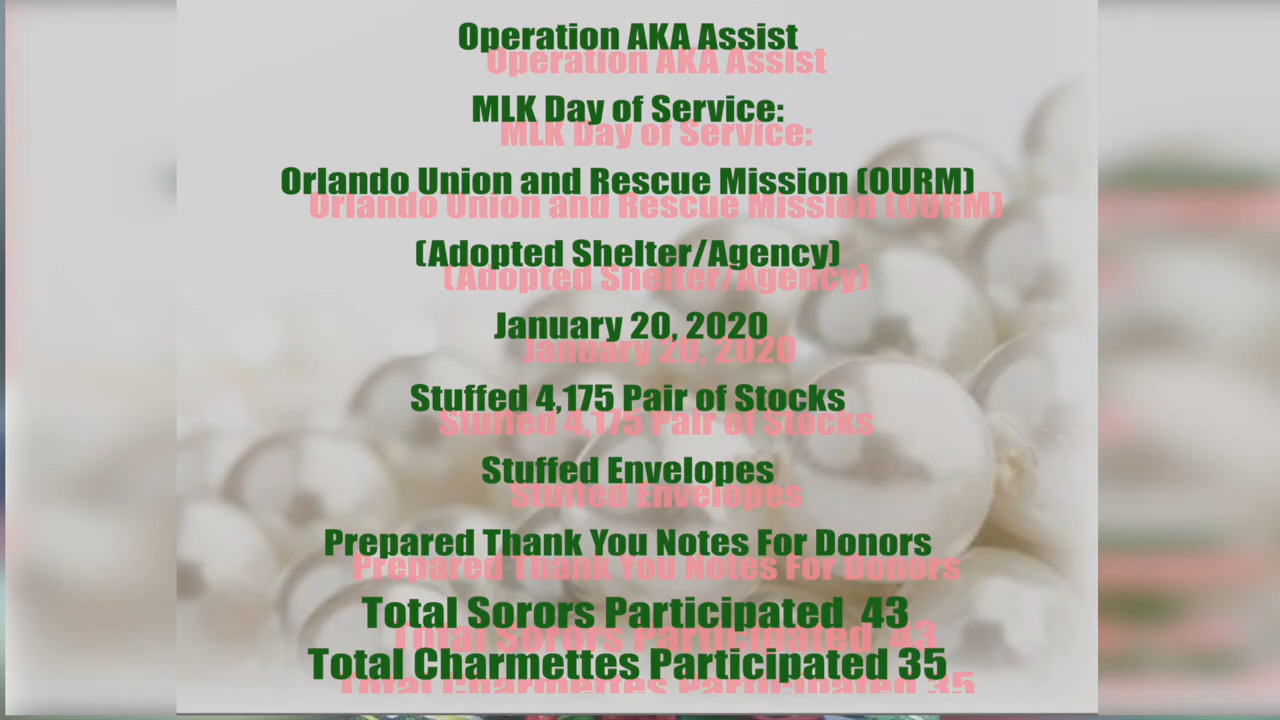 Operation AKA Assist
MLK Day of Service:
Orlando Union and Rescue Mission (OURM)
(Adopted Shelter/Agency)
January 20, 2020
Stuffed 4,175 Pair of Stocks
Stuffed Envelopes
Prepared Thank You Notes For Donors
Total Sorors Participated 43
Total Charmettes Participated 35